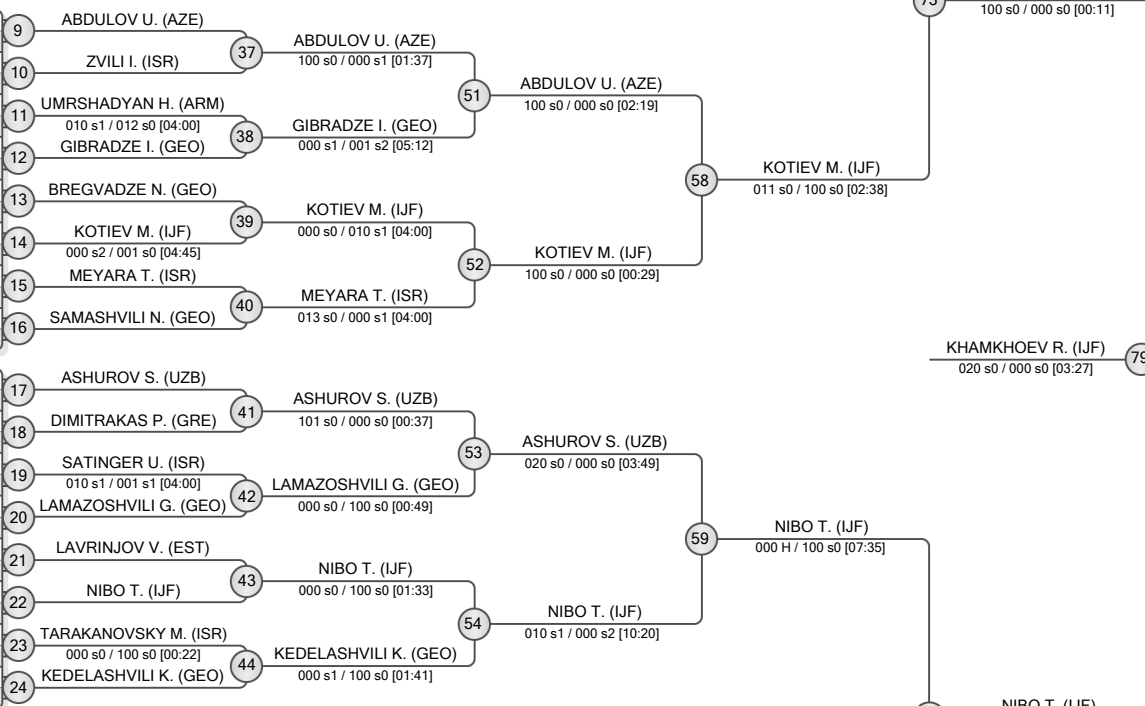 73
100 s0 / 000 s0 [00:11]
9
ABDULOV U. (AZE)
10
ZVILI I. (ISR)
37
ABDULOV U. (AZE)
100 s0 / 000 s1 [01:37]
11
UMRSHADYAN H. (ARM)
010 s1 / 012 s0 [04:00]
12
GIBRADZE I. (GEO)
38
GIBRADZE I. (GEO)
000 s1 / 001 s2 [05:12]
51
ABDULOV U. (AZE)
100 s0 / 000 s0 [02:19]
13
BREGVADZE N. (GEO)
14
KOTIEV M. (IJF)
000 s2 / 001 s0 [04:45]
39
KOTIEV M. (IJF)
000 s0 / 010 s1 [04:00]
15
MEYARA T. (ISR)
16
SAMASHVILI N. (GEO)
40
MEYARA T. (ISR)
013 s0 / 000 s1 [04:00]
52
KOTIEV M. (IJF)
100 s0 / 000 s0 [00:29]
58
KOTIEV M. (IJF)
011 s0 / 100 s0 [02:38]
KHAMKHOEV R. (IJF)
020 s0 / 000 s0 [03:27]
79
17
ASHUROV S. (UZB)
18
DIMITRAKAS P. (GRE)
41
ASHUROV S. (UZB)
101 s0 / 000 s0 [00:37]
19
SATINGER U. (ISR)
010 s1 / 001 s1 [04:00]
20
LAMAZOSHVILI G. (GEO)
42
LAMAZOSHVILI G. (GEO)
000 s0 / 100 s0 [00:49]
53
ASHUROV S. (UZB)
020 s0 / 000 s0 [03:49]
21
LAVRINJOV V. (EST)
22
NIBO T. (IJF)
43
NIBO T. (IJF)
000 s0 / 100 s0 [01:33]
23
TARAKANOVSKY M. (ISR)
000 s0 / 100 s0 [00:22]
24
KEDELASHVILI K. (GEO)
44
KEDELASHVILI K. (GEO)
000 s1 / 100 s0 [01:41]
54
NIBO T. (IJF)
010 s1 / 000 s2 [10:20]
59
NIBO T. (IJF)
000 H / 100 s0 [07:35]
NIBO T. (IJF)